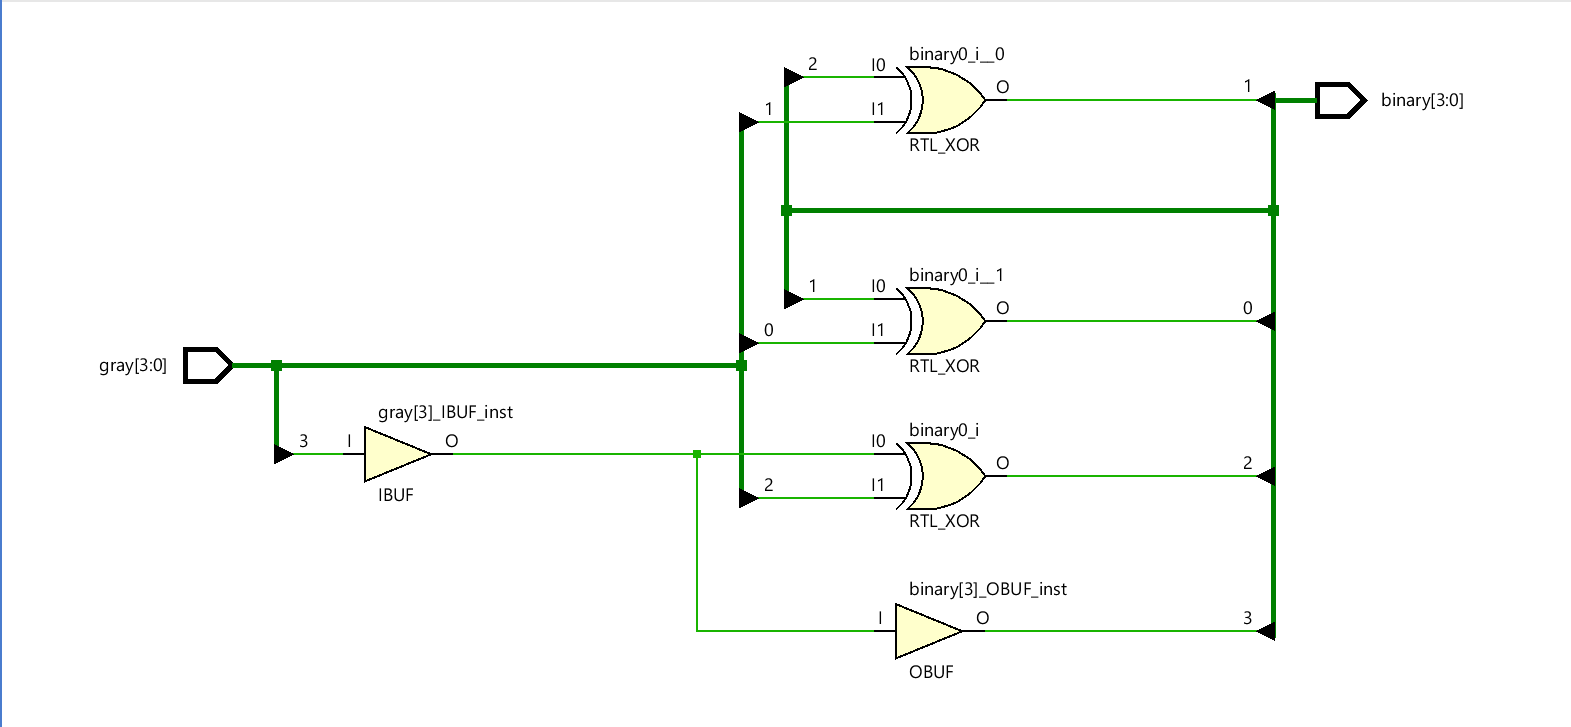 binary0_i__0
2
I0
O
1
1
I1
binary[3:0]
RTL_XOR
binary0_i__1
1
I0
O
0
0
I1
RTL_XOR
gray[3:0]
gray[3]_IBUF_inst
3
I
O
IBUF
binary0_i
I0
O
2
2
I1
RTL_XOR
binary[3]_OBUF_inst
I
O
3
OBUF